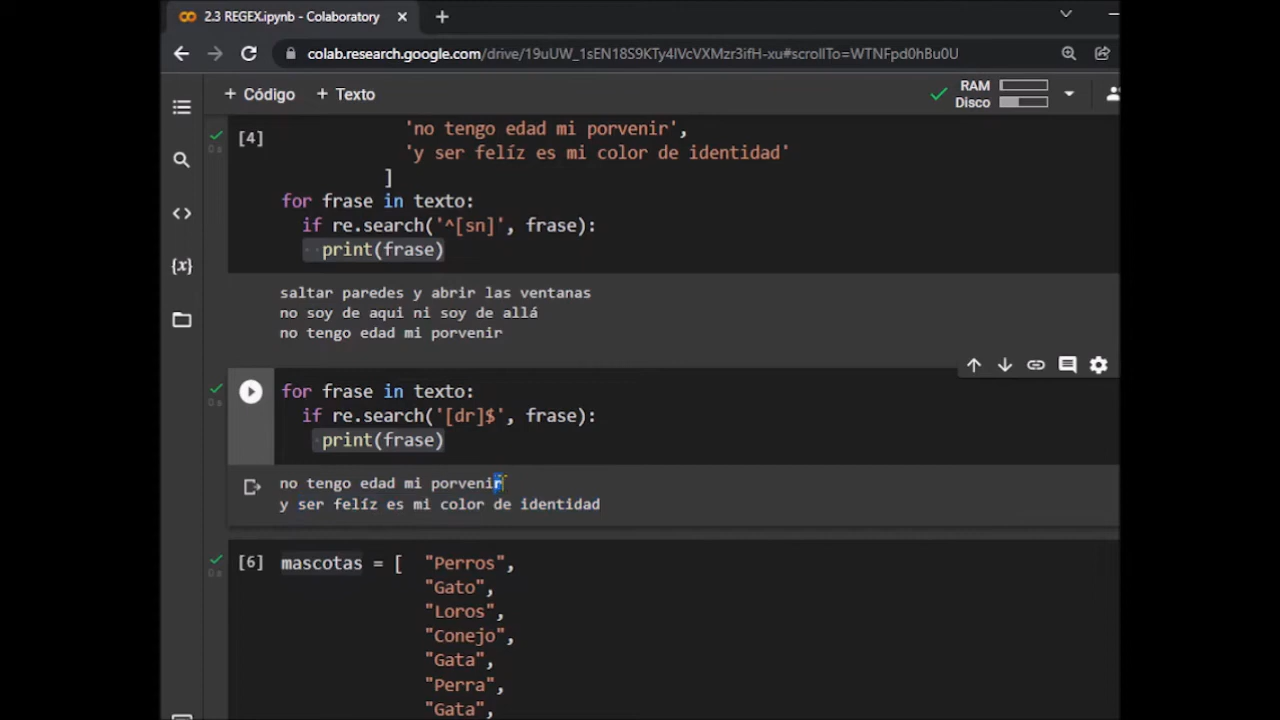 2.3 REGEX.ipynb - Colaboratory
colab.research.google.com/drive/19uUW_1sEN18S9KTy4IVcVXMzr3ifH-xu#scrollTo=WTNFpd0hBu0U
+ Código + Texto
RAM
Disco
[4]
'no tengo edad mi porvenir',
'y ser felíz es mi color de identidad'
]
for frase in texto:
if re.search('^[sn]', frase):
print(frase)
saltar paredes y abrir las ventanas
no soy de aqui ni soy de allá
no tengo edad mi porvenir
for frase in texto:
if re.search('[dr]$', frase):
print(frase)
no tengo edad mi porvenir
y ser felíz es mi color de identidad
[6] mascotas = [ "Perros",
"Gato",
"Loros",
"Conejo",
"Gata",
"Perra",
"Gata",